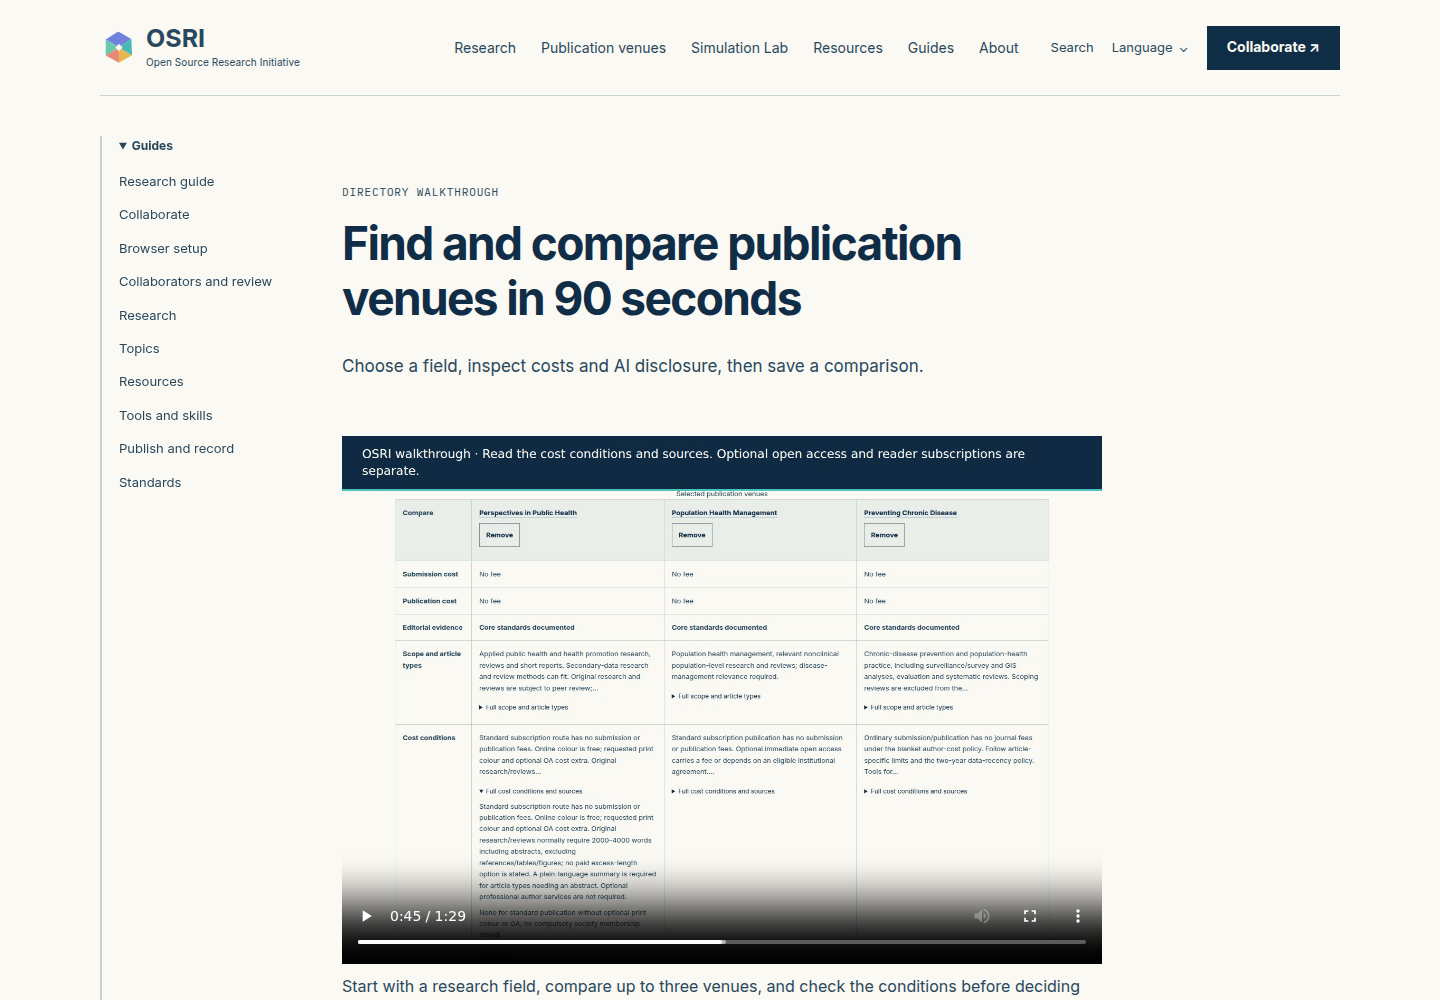 OSRI
Open Source Research Initiative
Research
Publication venues
Simulation Lab
Resources
Guides
About
Search
Language
Collaborate ↗
▼ Guides
Research guide
Collaborate
Browser setup
Collaborators and review
Research
Topics
Resources
Tools and skills
Publish and record
Standards
DIRECTORY WALKTHROUGH
Find and compare publication
venues in 90 seconds
Choose a field, inspect costs and AI disclosure, then save a comparison.
OSRI walkthrough · Read the cost conditions and sources. Optional open access and reader subscriptions are
separate.
Selected publication venues
Compare
Perspectives in Public Health
Remove
Population Health Management
Remove
Preventing Chronic Disease
Remove
Submission cost
No fee
No fee
No fee
Publication cost
No fee
No fee
No fee
Editorial evidence
Core standards documented
Core standards documented
Core standards documented
Scope and article
types
Applied public health and health promotion research,
reviews and short reports. Secondary-data research
and review methods can fit. Original research and
reviews are subject to peer review;...
▶ Full scope and article types
Population health management, relevant nonclinical
population-level research and reviews; disease-
management relevance required.
▶ Full scope and article types
Chronic-disease prevention and population-health
practice, including surveillance/survey and GIS
analyses, evaluation and systematic reviews. Scoping
reviews are excluded from the...
▶ Full scope and article types
Cost conditions
Standard subscription route has no submission or
publication fees. Online colour is free; requested print
colour and optional OA cost extra. Original
research/reviews...
▼ Full cost conditions and sources
Standard subscription route has no submission or
publication fees. Online colour is free; requested print
colour and optional OA cost extra. Original
research/reviews normally require 2000–4000 words
including abstracts, excluding
references/tables/figures; no paid excess-length
option is stated. A plain-language summary is required
for article types needing an abstract. Optional
professional author services are not required.
None for standard publication without optional print
colour or OA; no compulsory society membership
stated.
Standard subscription publication has no submission
or publication fees. Optional immediate open access
carries a fee or depends on an eligible institutional
agreement....
▶ Full cost conditions and sources
Ordinary submission/publication has no journal fees
under the blanket author-cost policy. Follow article-
specific limits and the two-year data-recency policy.
Tools for...
▶ Full cost conditions and sources
0:45 / 1:29
Start with a research field, compare up to three venues, and check the conditions before deciding